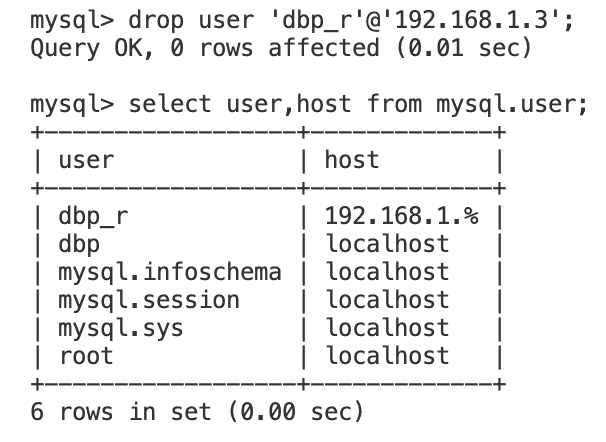 mysql> drop user 'dbp_r'@'192.168.1.3';
Query OK, 0 rows affected (0.01 sec)
mysql> select user,host from mysql.user;
+------------------+-------------+
| user             | host        |
+------------------+-------------+
| dbp_r            | 192.168.1.% |
| dbp              | localhost   |
| mysql.infoschema | localhost   |
| mysql.session    | localhost   |
| mysql.sys        | localhost   |
| root             | localhost   |
+------------------+-------------+
6 rows in set (0.00 sec)